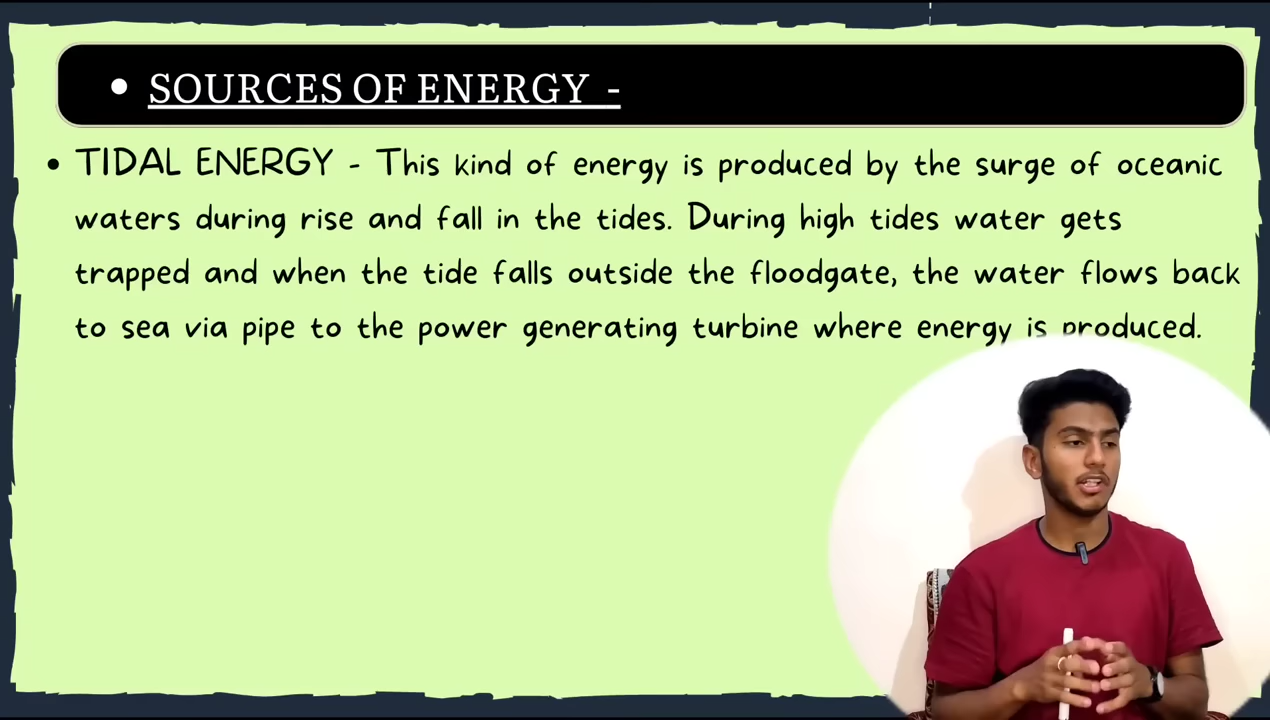 • SOURCES OF ENERGY -
• TIDAL ENERGY - This kind of energy is produced by the surge of oceanic
waters during rise and fall in the tides. During high tides water gets
trapped and when the tide falls outside the floodgate, the water flows back
to sea via pipe to the power generating turbine where energy is produced.